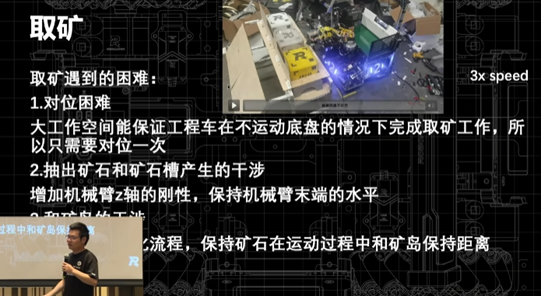 取矿
3x speed
取矿遇到的困难：
1.对位困难
大工作空间能保证工程车在不运动底盘的情况下完成取矿工作，所
以只需要对位一次
2.抽出矿石和矿石槽产生的干涉
增加机械臂z轴的刚性，保持机械臂末端的水平
3.和矿岛的干涉
化流程，保持矿石在运动过程中和矿岛保持距离
过程中和矿岛保持距离